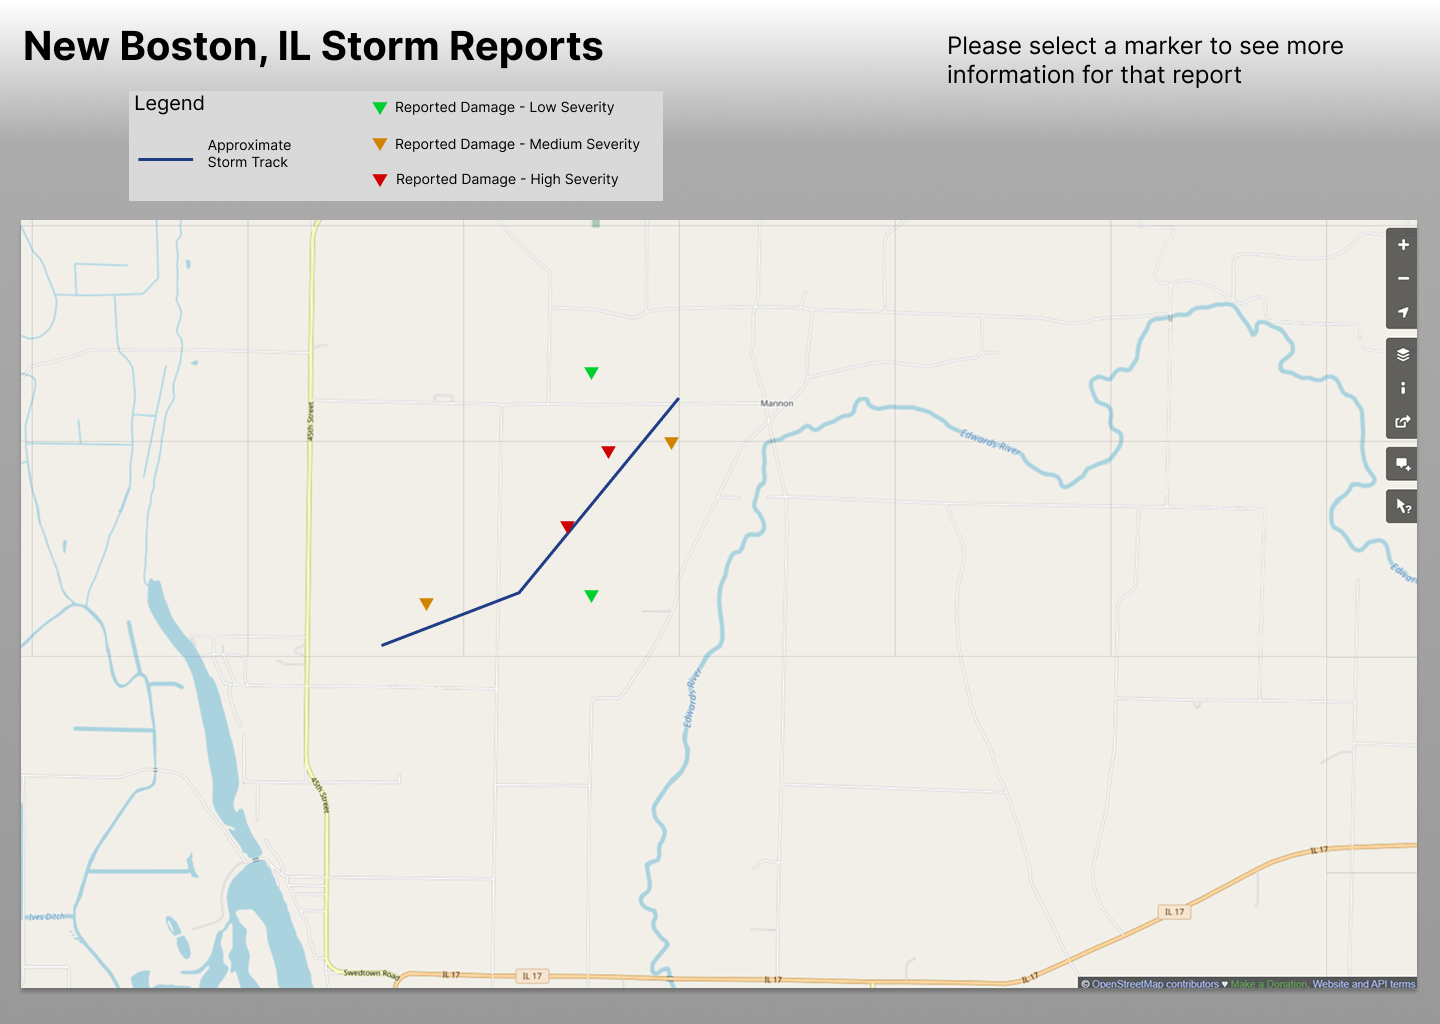 New Boston, IL Storm Reports
Please select a marker to see more
information for that report
Legend
Approximate
Storm Track
Reported Damage - Low Severity
Reported Damage - Medium Severity
Reported Damage - High Severity
45th Street
Mannon
Edwards River
Edwards River
45th Street
IL 17
IL 17
Ives Ditch
Swedtown Road
IL 17
IL 17
IL 17
IL 17
© OpenStreetMap contributors ♥ Make a Donation. Website and API terms